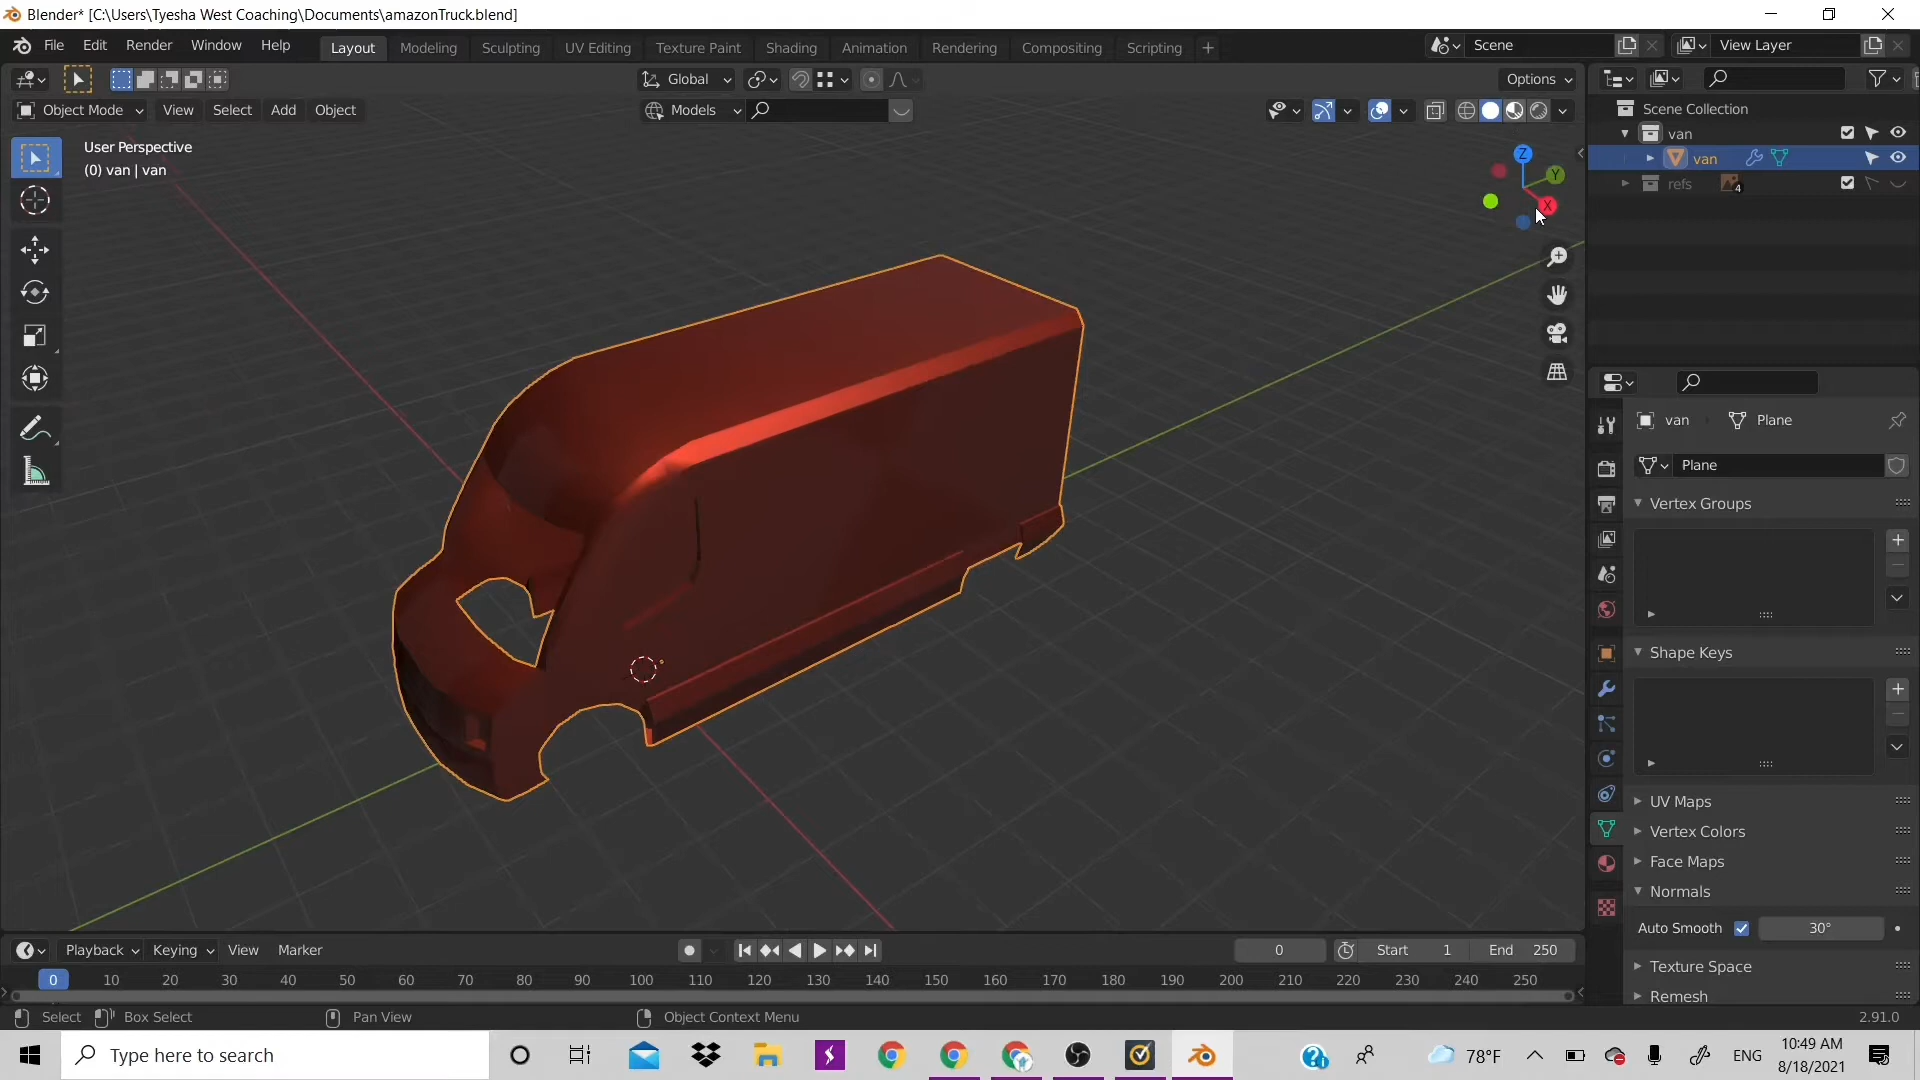 Blender* [C:\Users\Tyesha West Coaching\Documents\amazonTruck.blend]
File Edit Render Window Help Layout Modeling Sculpting UV Editing Texture Paint Shading Animation Rendering Compositing Scripting + Scene View Layer
Global Options
Object Mode View Select Add Object Models
User Perspective
(0) van | van
Z
Y
X
Scene Collection
van
van
refs 4
van Plane
Plane
Vertex Groups
Shape Keys
UV Maps
Vertex Colors
Face Maps
Normals
Auto Smooth 30°
Texture Space
Remesh
Playback Keying View Marker 0 Start 1 End 250
0 10 20 30 40 50 60 70 80 90 100 110 120 130 140 150 160 170 180 190 200 210 220 230 240 250
Select Box Select Pan View Object Context Menu 2.91.0
Type here to search 78°F ENG 10:49 AM
8/18/2021